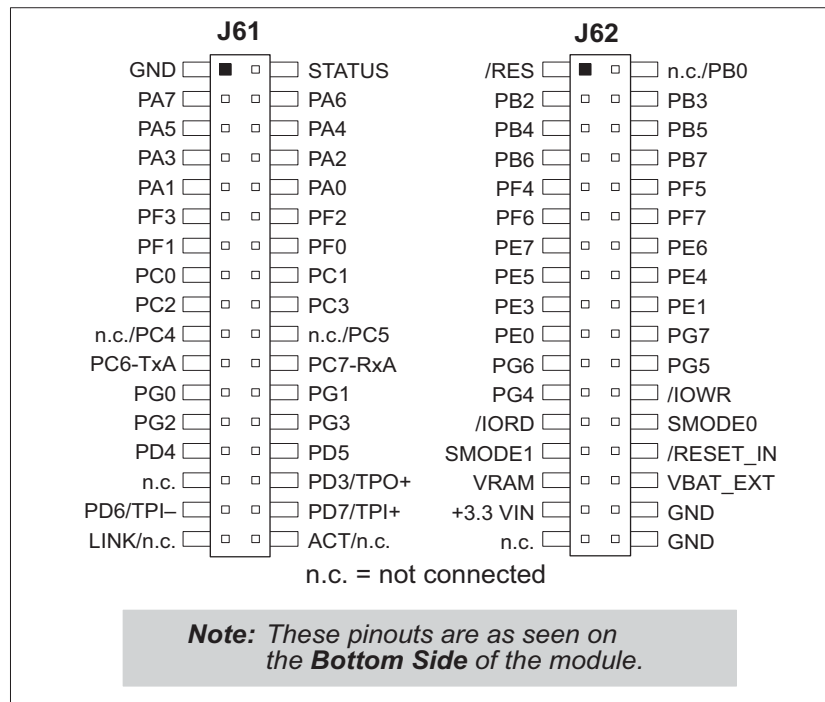 J61 J62
GND STATUS /RES n.c./PB0
PA7 PA6 PB2 PB3
PA5 PA4 PB4 PB5
PA3 PA2 PB6 PB7
PA1 PA0 PF4 PF5
PF3 PF2 PF6 PF7
PF1 PF0 PE7 PE6
PC0 PC1 PE5 PE4
PC2 PC3 PE3 PE1
n.c./PC4 n.c./PC5 PE0 PG7
PC6-TxA PC7-RxA PG6 PG5
PG0 PG1 PG4 /IOWR
PG2 PG3 /IORD SMODE0
PD4 PD5 SMODE1 /RESET_IN
n.c. PD3/TPO+ VRAM VBAT_EXT
PD6/TPI– PD7/TPI+ +3.3 VIN GND
LINK/n.c. ACT/n.c. n.c. GND
n.c. = not connected
Note: These pinouts are as seen on
the Bottom Side of the module.